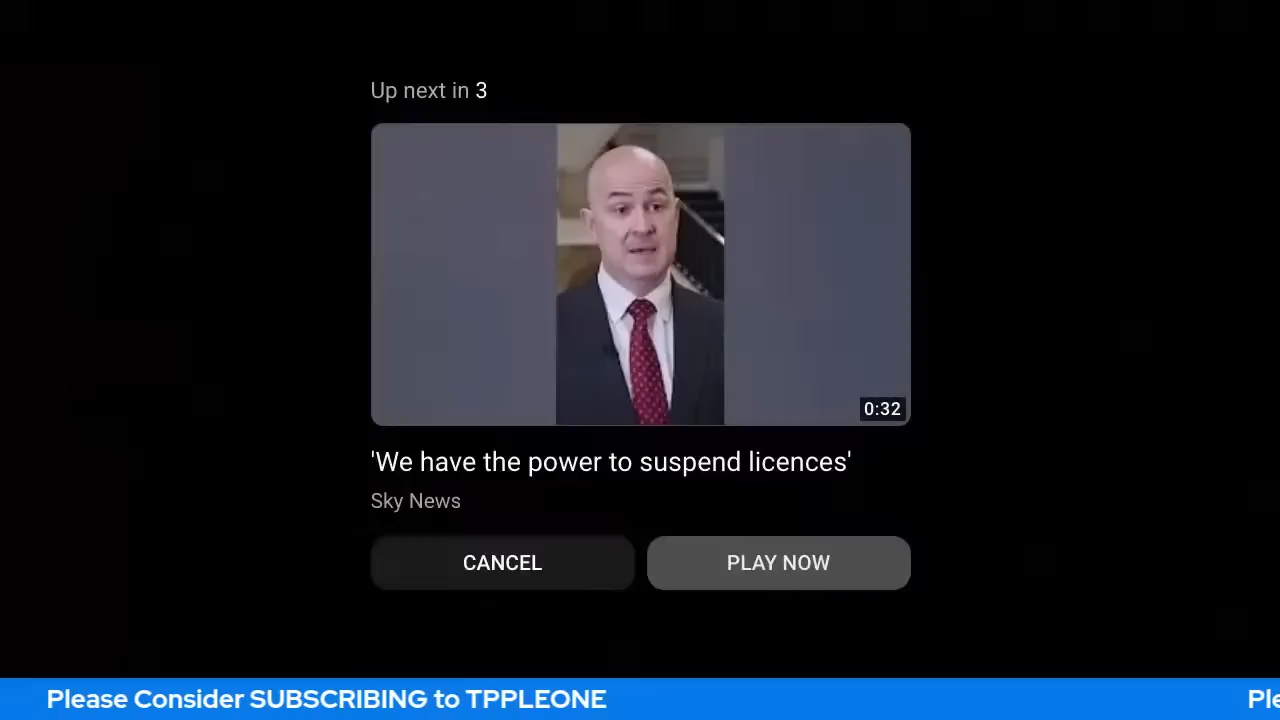 Up next in 3
0:32
'We have the power to suspend licences'
Sky News
CANCEL
PLAY NOW
Please Consider SUBSCRIBING to TPPLEONE
Ple